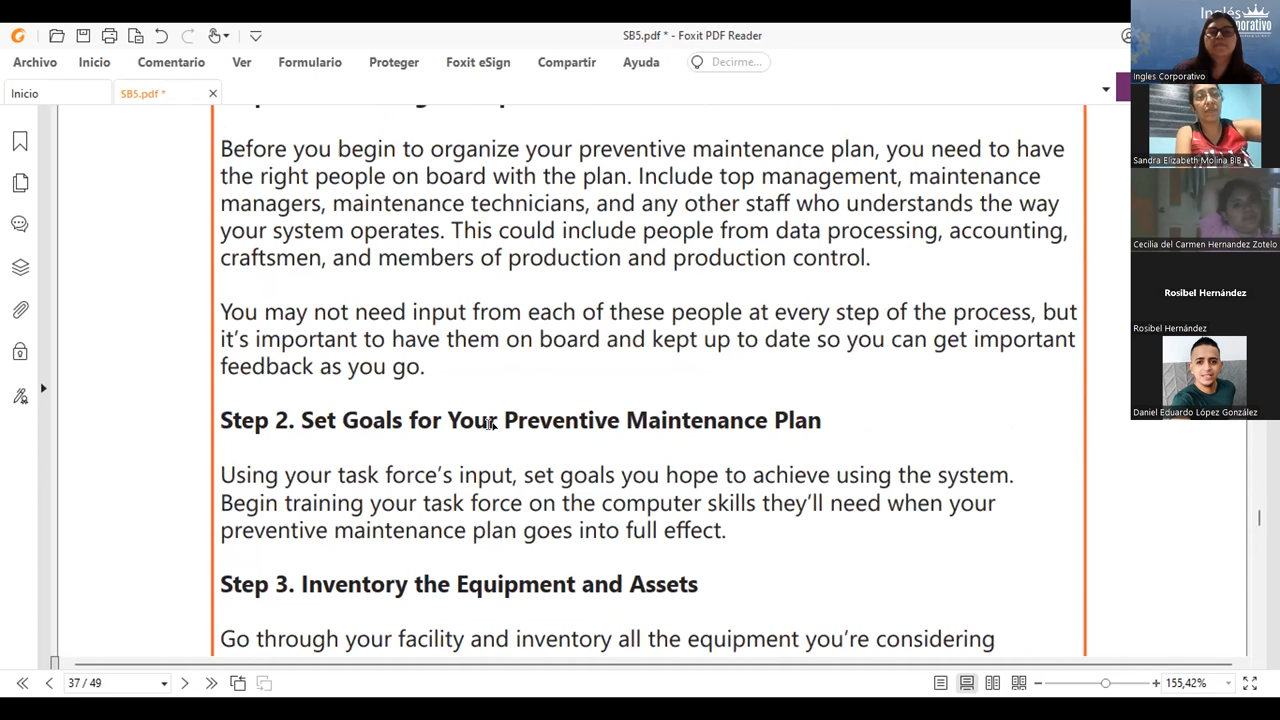 SB5.pdf * - Foxit PDF Reader
Archivo Inicio Comentario Ver Formulario Proteger Foxit eSign Compartir Ayuda Decirme...
Inicio SB5.pdf *
Before you begin to organize your preventive maintenance plan, you need to have
the right people on board with the plan. Include top management, maintenance
managers, maintenance technicians, and any other staff who understands the way
your system operates. This could include people from data processing, accounting,
craftsmen, and members of production and production control.
You may not need input from each of these people at every step of the process, but
it's important to have them on board and kept up to date so you can get important
feedback as you go.
Step 2. Set Goals for Your Preventive Maintenance Plan
Using your task force's input, set goals you hope to achieve using the system.
Begin training your task force on the computer skills they'll need when your
preventive maintenance plan goes into full effect.
Step 3. Inventory the Equipment and Assets
Go through your facility and inventory all the equipment you're considering
37 / 49
155,42%
Inglés
Ingles Corporativo
Sandra Elizabeth Molina BIB
Cecilia del Carmen Hernandez Zotelo
Rosibel Hernández
Rosibel Hernández
Daniel Eduardo López González